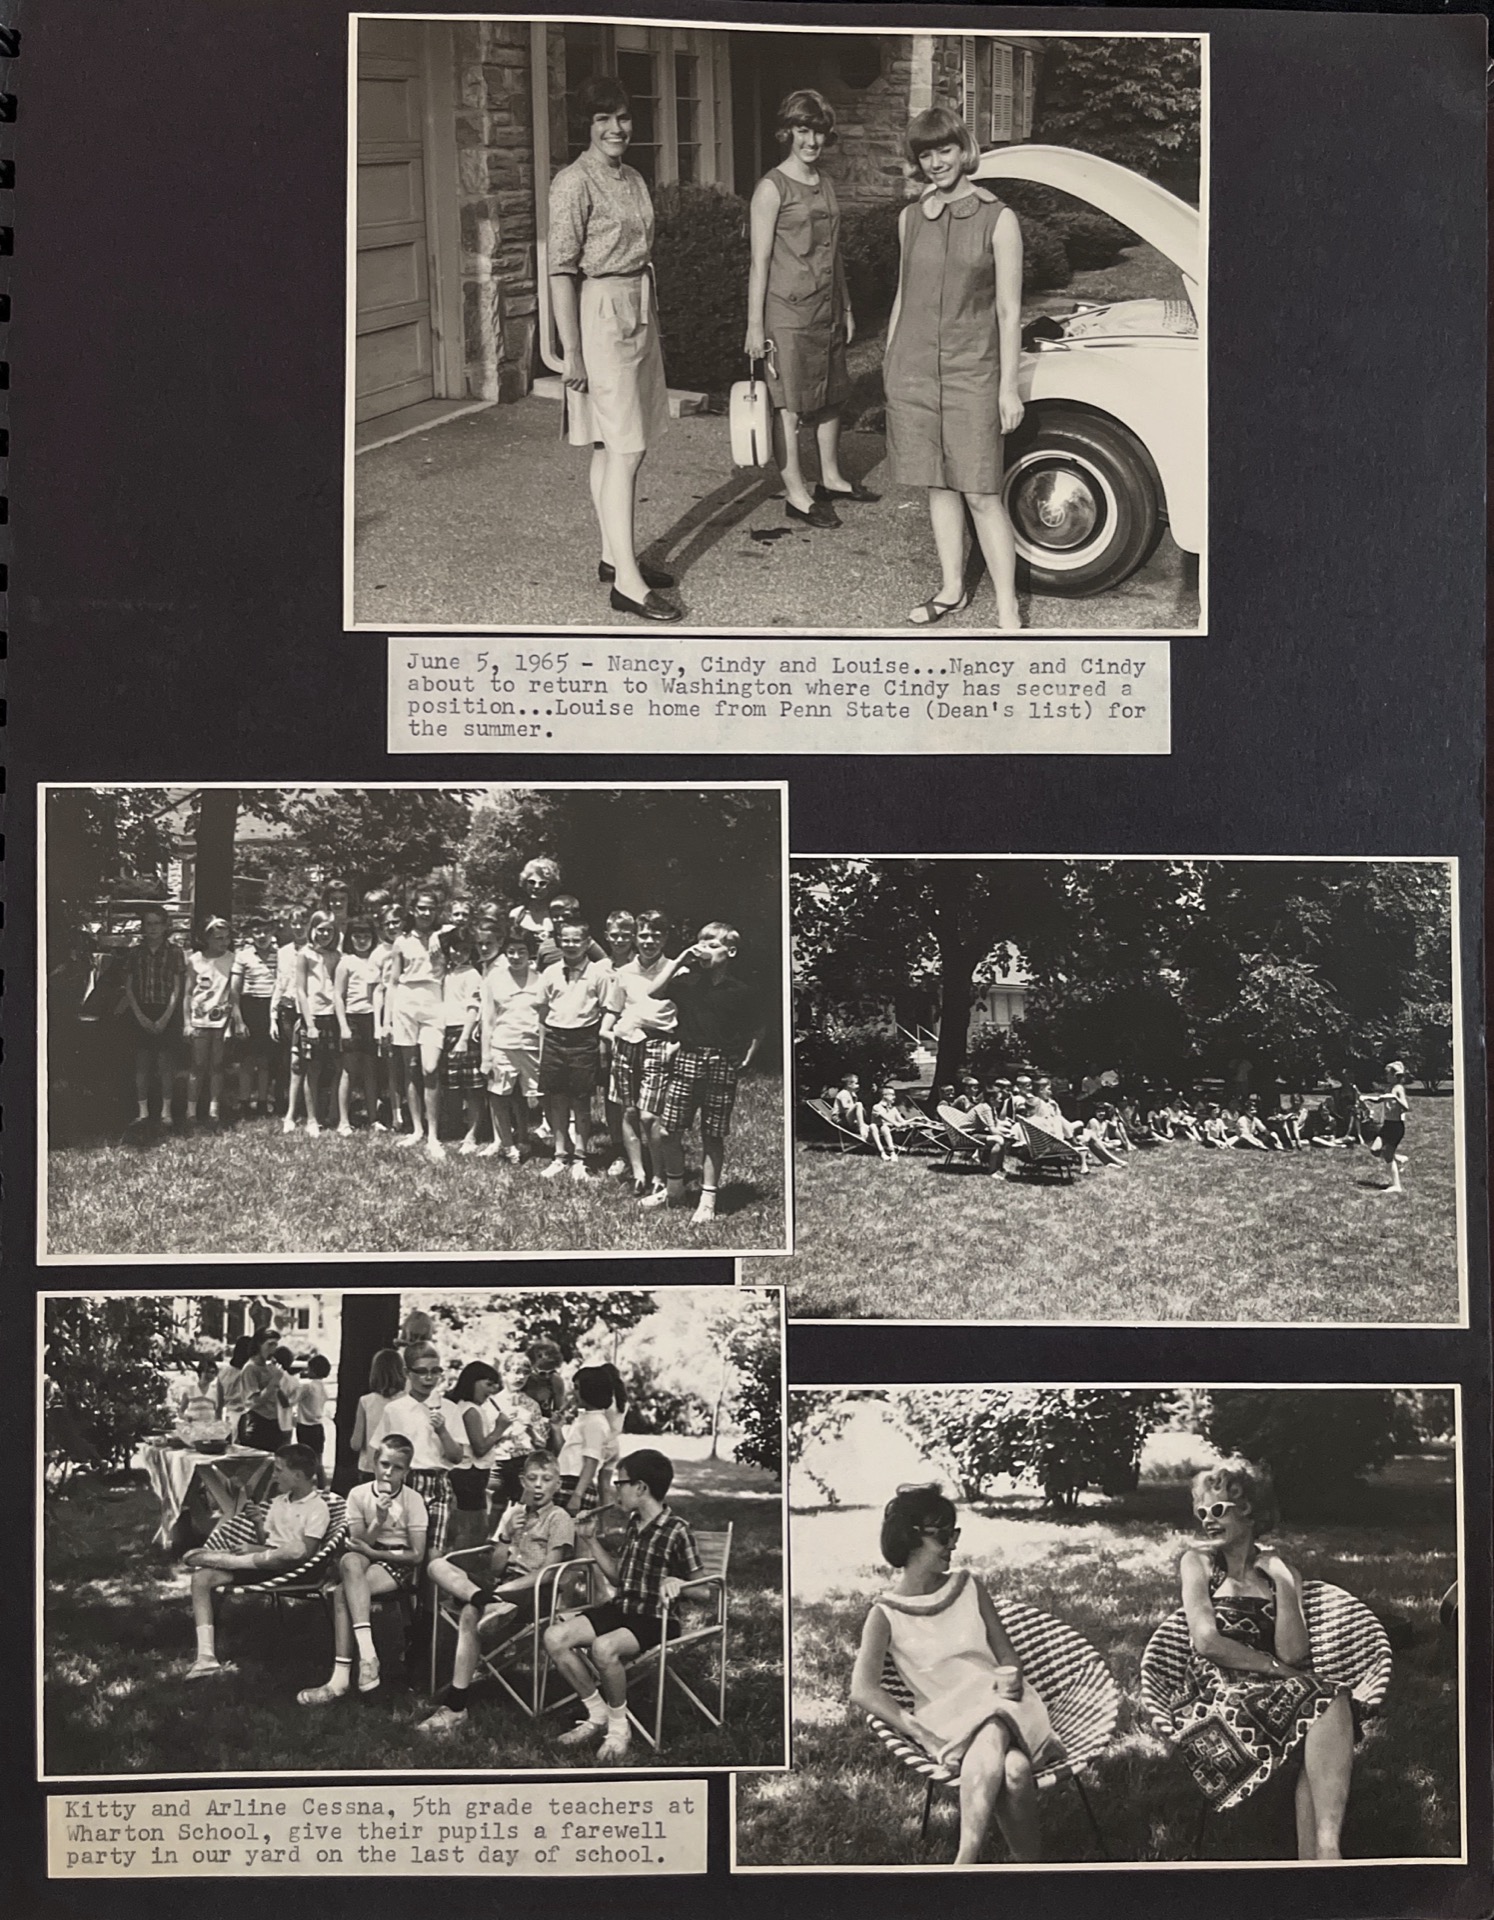 June 5, 1965 - Nancy, Cindy and Louise...Nancy and Cindy
about to return to Washington where Cindy has secured a
position...Louise home from Penn State (Dean's list) for
the summer.
Kitty and Arline Cessna, 5th grade teachers at
Wharton School, give their pupils a farewell
party in our yard on the last day of school.